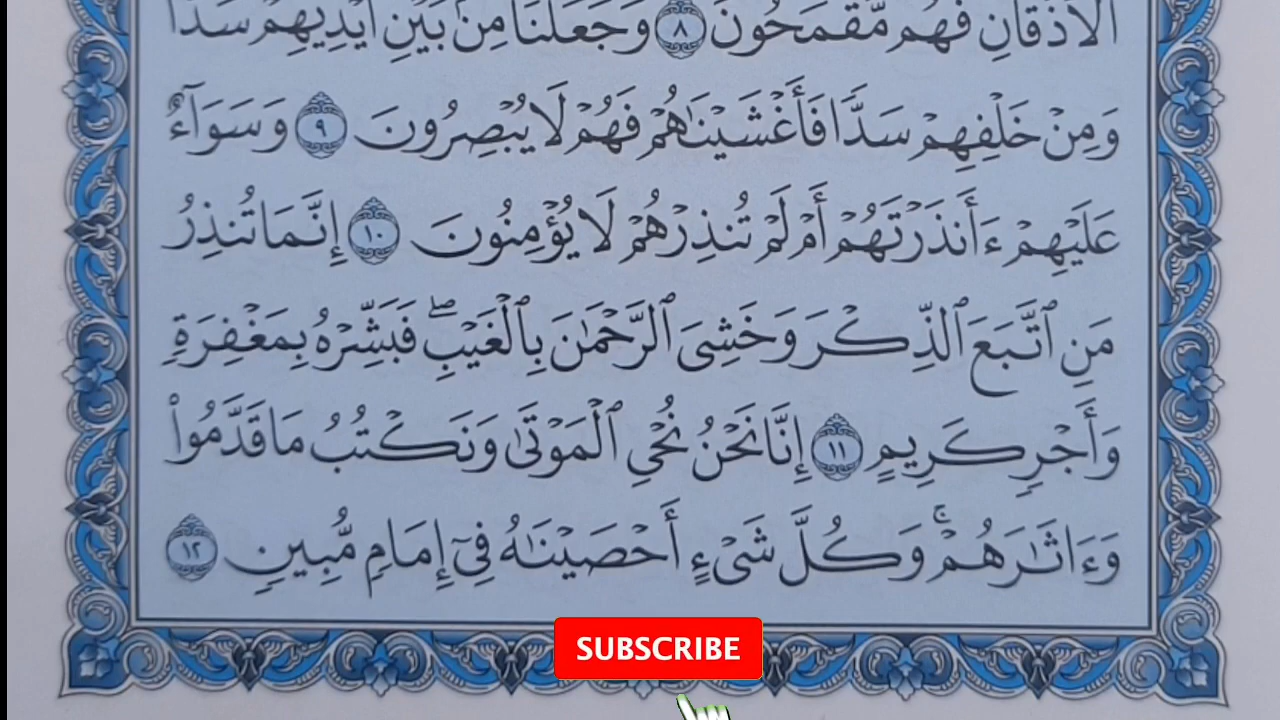 ٱلۡأَذۡقَانِ فَهُم مُّقۡمَحُونَ ٨ وَجَعَلۡنَا مِنۢ بَيۡنِ أَيۡدِيهِمۡ سَدّٗا
وَمِنۡ خَلۡفِهِمۡ سَدّٗا فَأَغۡشَيۡنَٰهُمۡ فَهُمۡ لَا يُبۡصِرُونَ ٩ وَسَوَآءٌ
عَلَيۡهِمۡ ءَأَنذَرۡتَهُمۡ أَمۡ لَمۡ تُنذِرۡهُمۡ لَا يُؤۡمِنُونَ ١٠ إِنَّمَا تُنذِرُ
مَنِ ٱتَّبَعَ ٱلذِّكۡرَ وَخَشِيَ ٱلرَّحۡمَٰنَ بِٱلۡغَيۡبِۖ فَبَشِّرۡهُ بِمَغۡفِرَةٖ
وَأَجۡرٖ كَرِيمٍ ١١ إِنَّا نَحۡنُ نُحۡيِ ٱلۡمَوۡتَىٰ وَنَكۡتُبُ مَا قَدَّمُواْ
وَءَاثَٰرَهُمۡۚ وَكُلَّ شَيۡءٍ أَحۡصَيۡنَٰهُ فِيٓ إِمَامٖ مُّبِينٖ ١٢
SUBSCRIBE